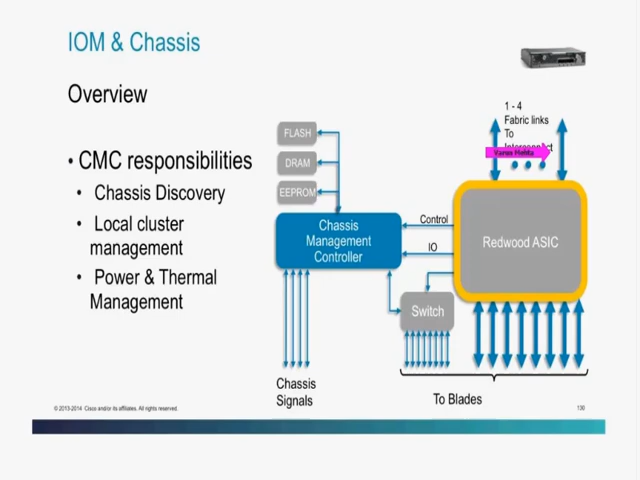 IOM & Chassis
Overview
• CMC responsibilities
• Chassis Discovery
• Local cluster
management
• Power & Thermal
Management
FLASH
DRAM
EEPROM
Chassis
Management
Controller
Control
IO
Switch
1 - 4
Fabric links
To
Interconnect
Redwood ASIC
Chassis
Signals
To Blades
© 2013-2014 Cisco and/or its affiliates. All rights reserved.
130